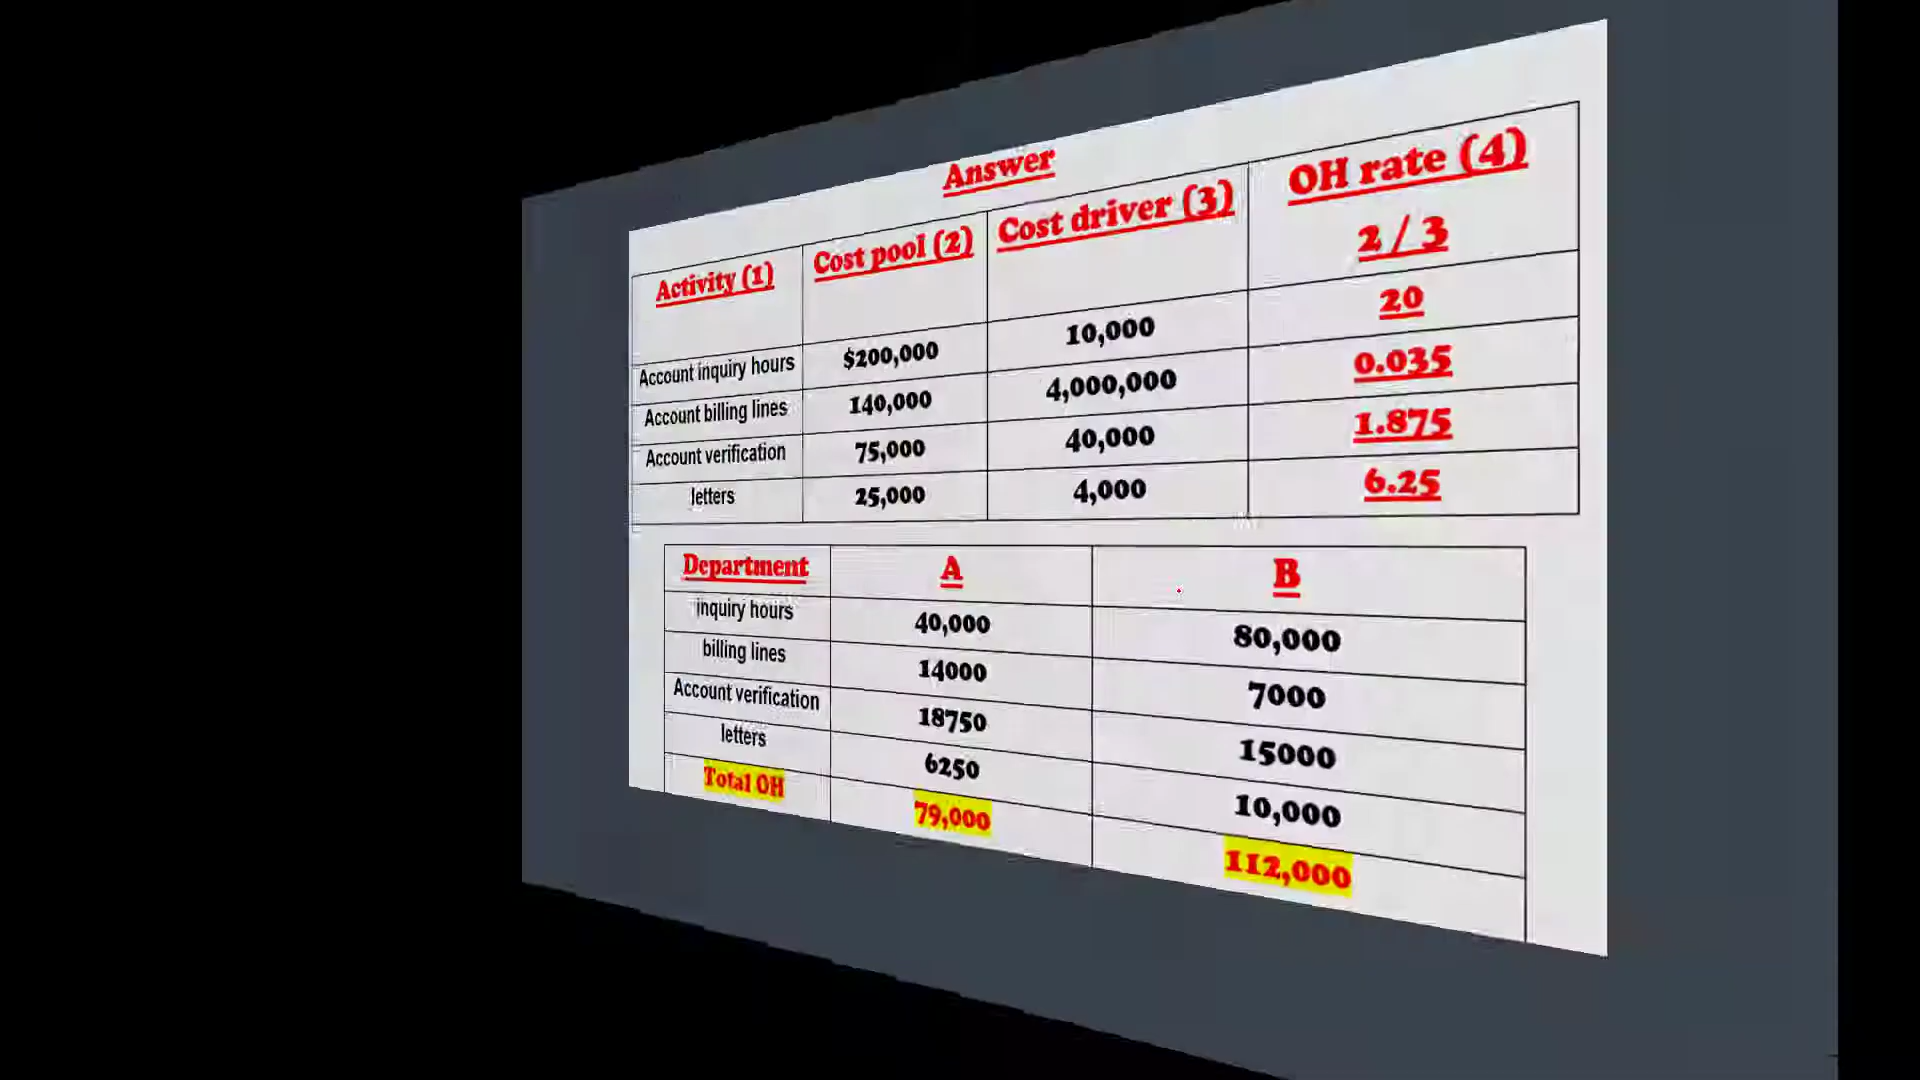 Answer
Activity (1) Cost pool (2) Cost driver (3) OH rate (4)
2 / 3
Account inquiry hours $200,000 10,000 20
Account billing lines 140,000 4,000,000 0.035
Account verification 75,000 40,000 1.875
letters 25,000 4,000 6.25
Department A B
inquiry hours 40,000 80,000
billing lines 14000 7000
Account verification 18750 15000
letters 6250 10,000
Total OH 79,000 112,000